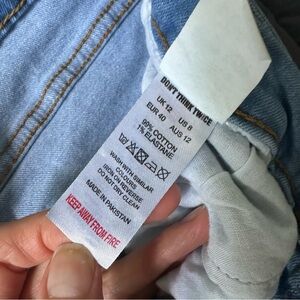 DON'T THINK TWICE
UK 12 US 8
EUR 40 AUS 12
99% COTTON
1% ELASTANE
WASH WITH SIMILAR
COLOURS
IRON ON REVERSE
DO NOT DRY CLEAN
MADE IN PAKISTAN
KEEP AWAY FROM FIRE